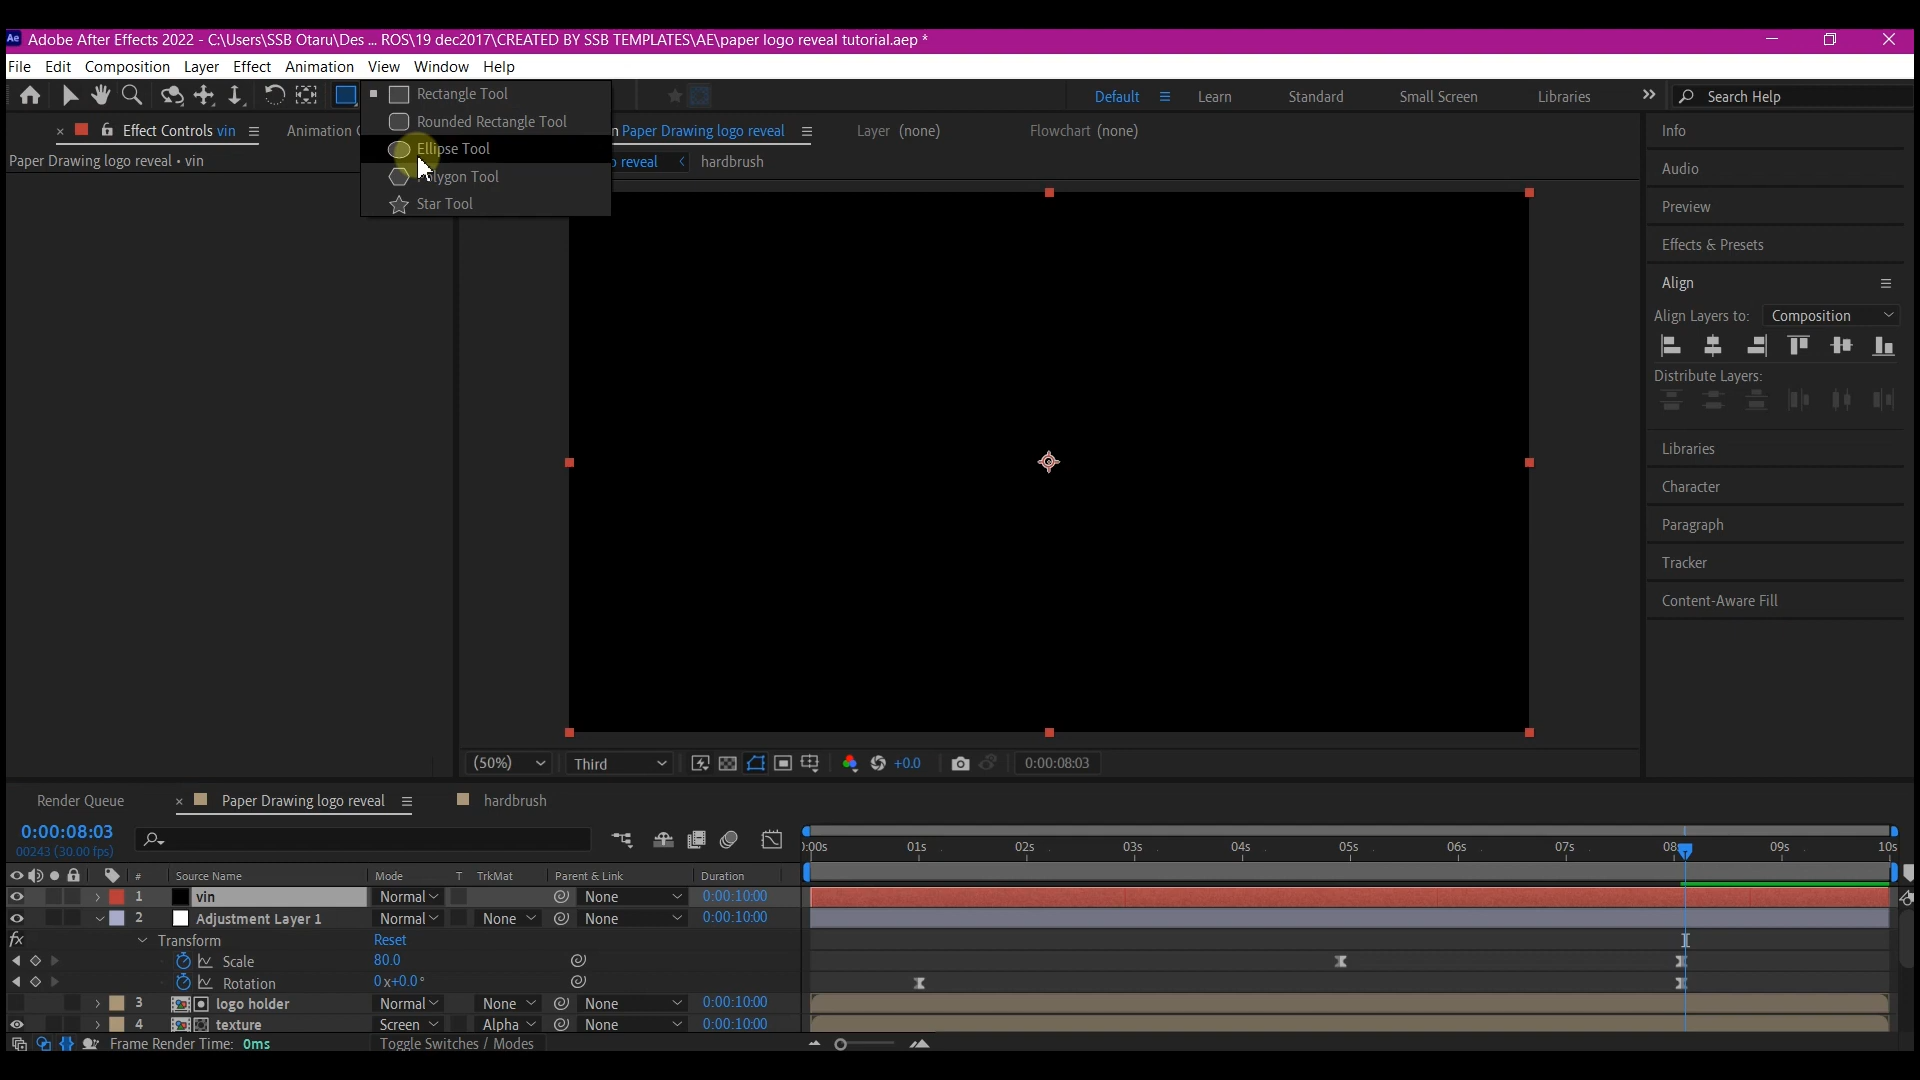 Ae Adobe After Effects 2022 - C:\Users\SSB Otaru\Des ... ROS\19 dec2017\CREATED BY SSB TEMPLATES\AE\paper logo reveal tutorial.aep *
File Edit Composition Layer Effect Animation View Window Help
Default Learn Standard Small Screen Libraries Search Help
Rectangle Tool
Rounded Rectangle Tool
Ellipse Tool
lygon Tool
Star Tool
Effect Controls vin Animation C n Paper Drawing logo reveal Layer (none) Flowchart (none)
Paper Drawing logo reveal • vin
o reveal < hardbrush
Info
Audio
Preview
Effects & Presets
Align
Align Layers to: Composition
Distribute Layers:
Libraries
Character
Paragraph
Tracker
Content-Aware Fill
(50%) Third +0.0 0:00:08:03
Render Queue Paper Drawing logo reveal hardbrush
0:00:08:03
00243 (30.00 fps)
):00s 01s 02s 03s 04s 05s 06s 07s 08 09s 10s
# Source Name Mode T TrkMat Parent & Link Duration
1 vin Normal None 0:00:10:00
2 Adjustment Layer 1 Normal None None 0:00:10:00
fx Transform Reset
Scale 80.0
Rotation 0x+0.0°
3 logo holder Normal None None 0:00:10:00
4 texture Screen Alpha None 0:00:10:00
Frame Render Time: 0ms Toggle Switches / Modes